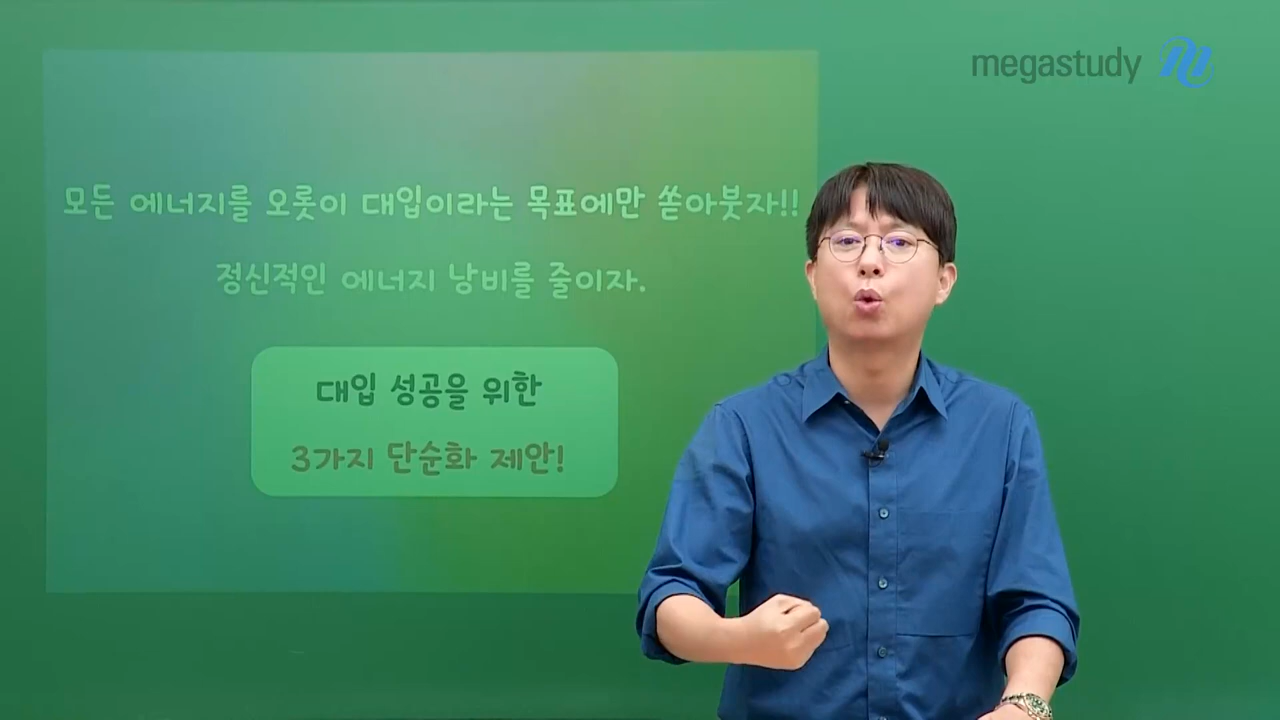 megastudy
모든 에너지를 오롯이 대입이라는 목표에만 쏟아붓자!!
정신적인 에너지 낭비를 줄이자.
대입 성공을 위한
3가지 단순화 제안!